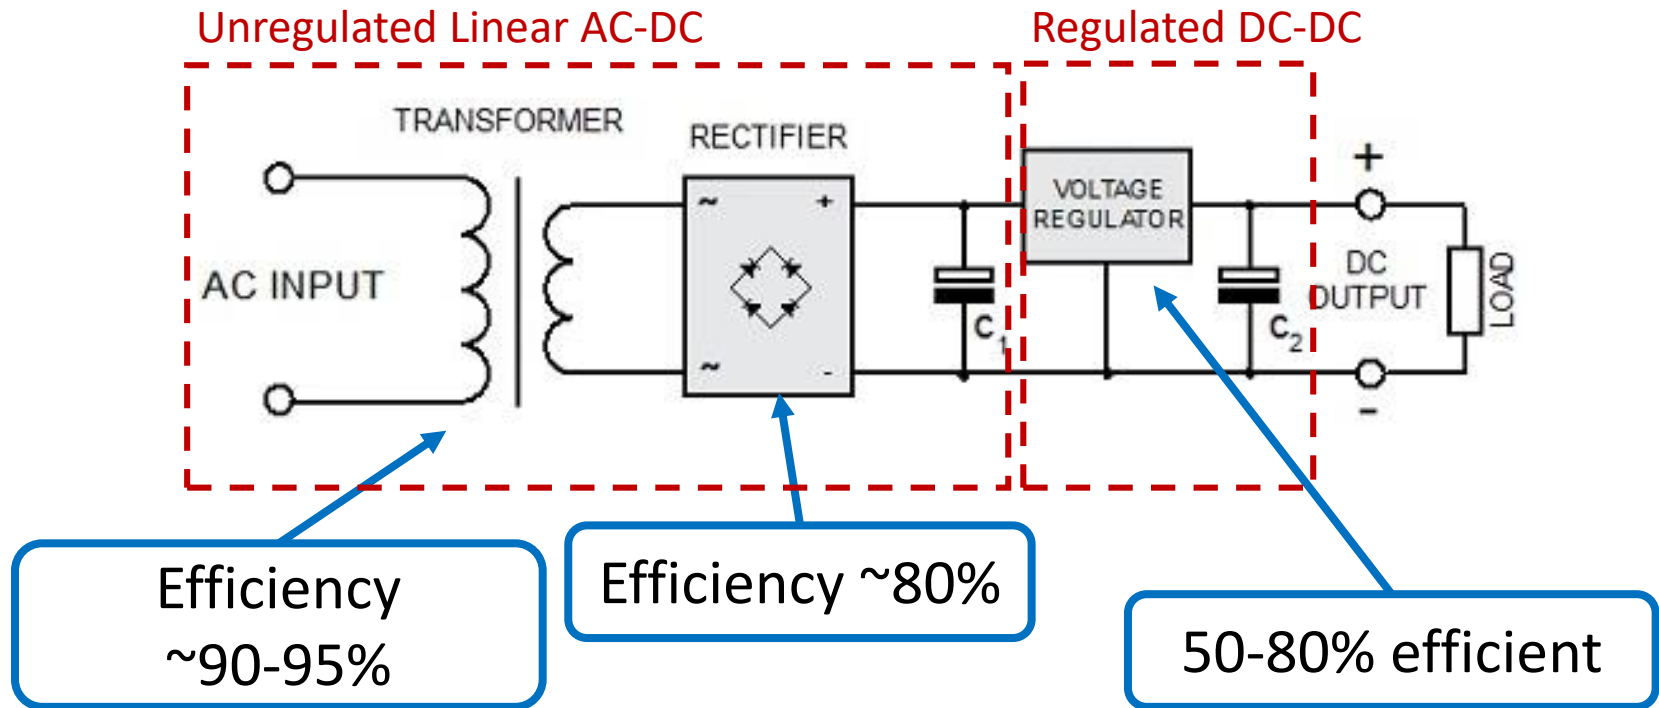 Unregulated Linear AC-DC
Regulated DC-DC
TRANSFORMER
RECTIFIER
AC INPUT
~
+
~
-
C1
VOLTAGE
REGULATOR
C2
+
DC
OUTPUT
-
LOAD
Efficiency
~90-95%
Efficiency ~80%
50-80% efficient